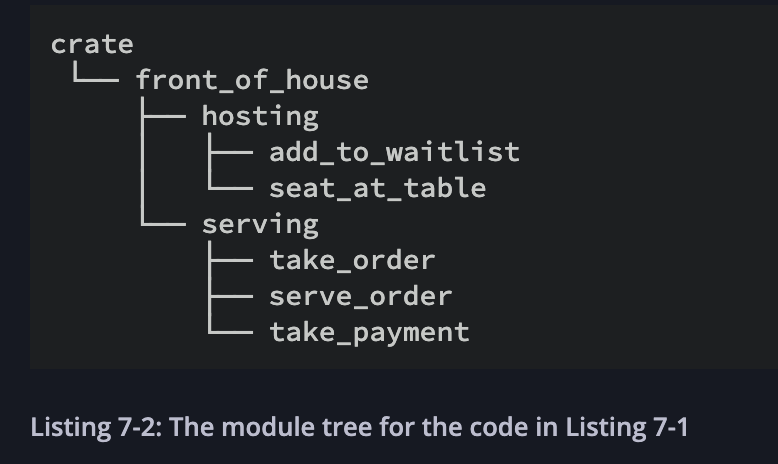 crate
└── front_of_house
    ├── hosting
    │   ├── add_to_waitlist
    │   └── seat_at_table
    └── serving
        ├── take_order
        ├── serve_order
        └── take_payment
Listing 7-2: The module tree for the code in Listing 7-1